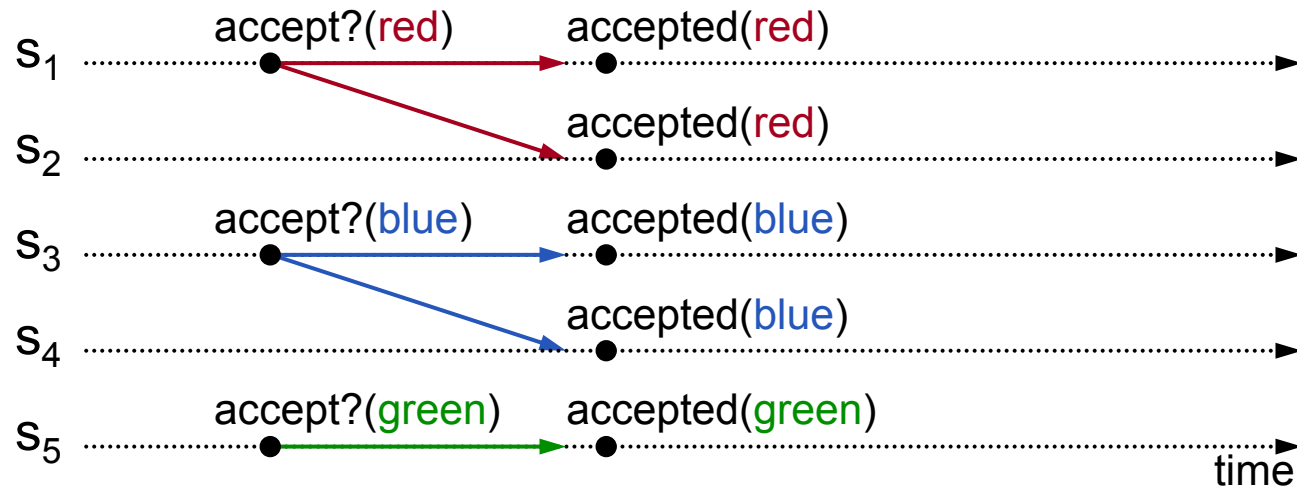 accept?(red) accepted(red)
S1
accepted(red)
S2
accept?(blue) accepted(blue)
S3
accepted(blue)
S4
accept?(green) accepted(green)
S5
time